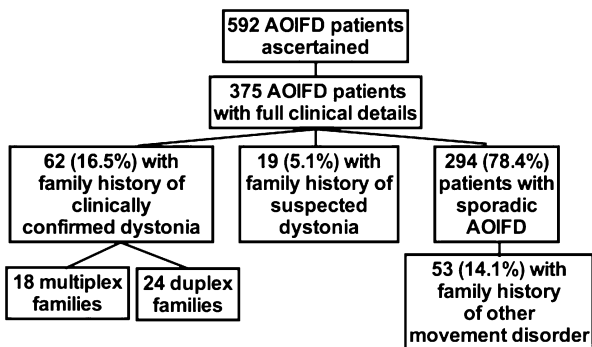 592 AOIFD patients
ascertained
375 AOIFD patients
with full clinical details
62 (16.5%) with
family history of
clinically
confirmed dystonia
19 (5.1%) with
family history of
suspected
dystonia
294 (78.4%)
patients with
sporadic
AOIFD
18 multiplex
families
24 duplex
families
53 (14.1%) with
family history
of other
movement disorder